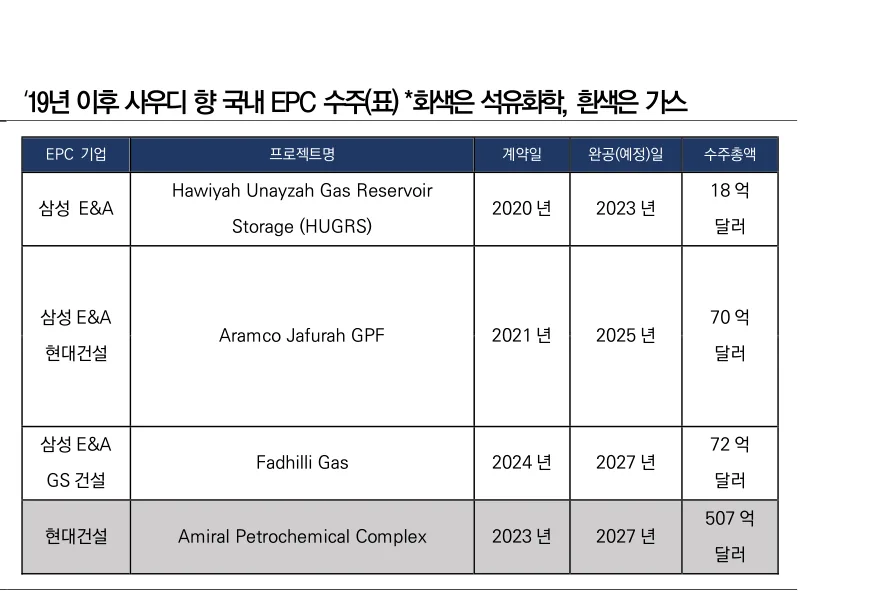 '19년 이후 사우디 향 국내 EPC 수주(표) *회색은 석유화학, 흰색은 가스
EPC 기업 프로젝트명 계약일 완공(예정)일 수주총액
삼성 E&A Hawiyah Unayzah Gas Reservoir Storage (HUGRS) 2020 년 2023 년 18 억 달러
삼성 E&A 현대건설 Aramco Jafurah GPF 2021 년 2025 년 70 억 달러
삼성 E&A GS 건설 Fadhilli Gas 2024 년 2027 년 72 억 달러
현대건설 Amiral Petrochemical Complex 2023 년 2027 년 507 억 달러